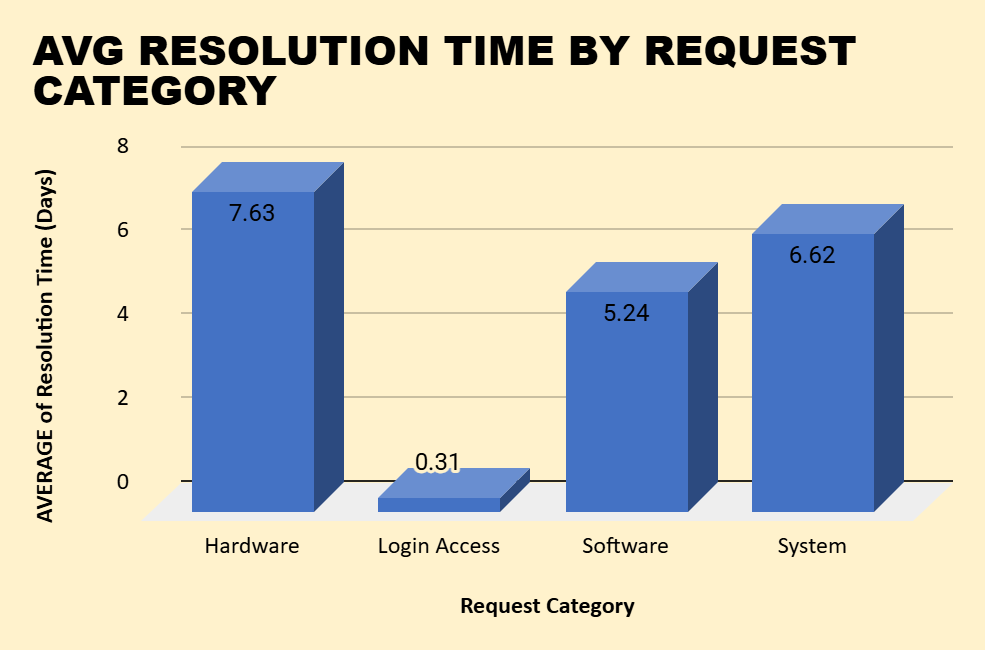 AVG RESOLUTION TIME BY REQUEST
CATEGORY
AVERAGE of Resolution Time (Days)
8
6
4
2
0
7.63
0.31
5.24
6.62
Hardware
Login Access
Software
System
Request Category